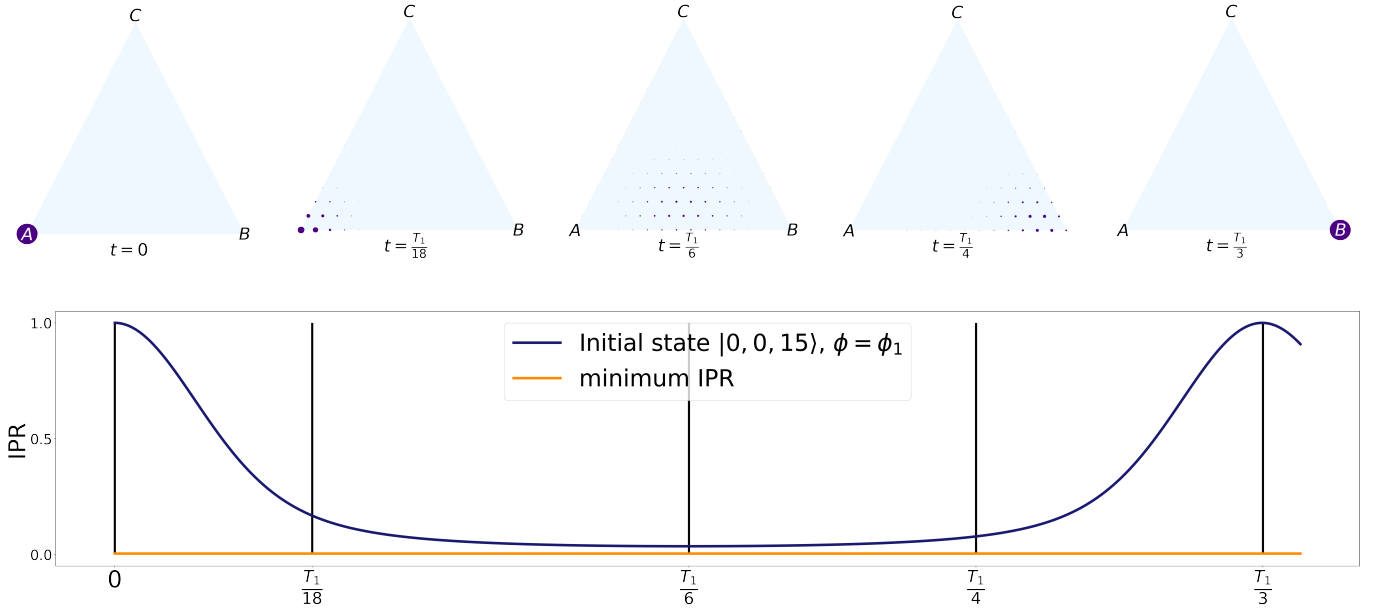 C
C
C
C
C
A
B
A
B
A
B
A
B
B
t = 0
t = T₁/18
t = T₁/6
t = T₁/4
t = T₁/3
Initial state |0, 0, 15⟩, ϕ = ϕ₁
minimum IPR
IPR
1.0
0.5
0.0
0
T₁/18
T₁/6
T₁/4
T₁/3